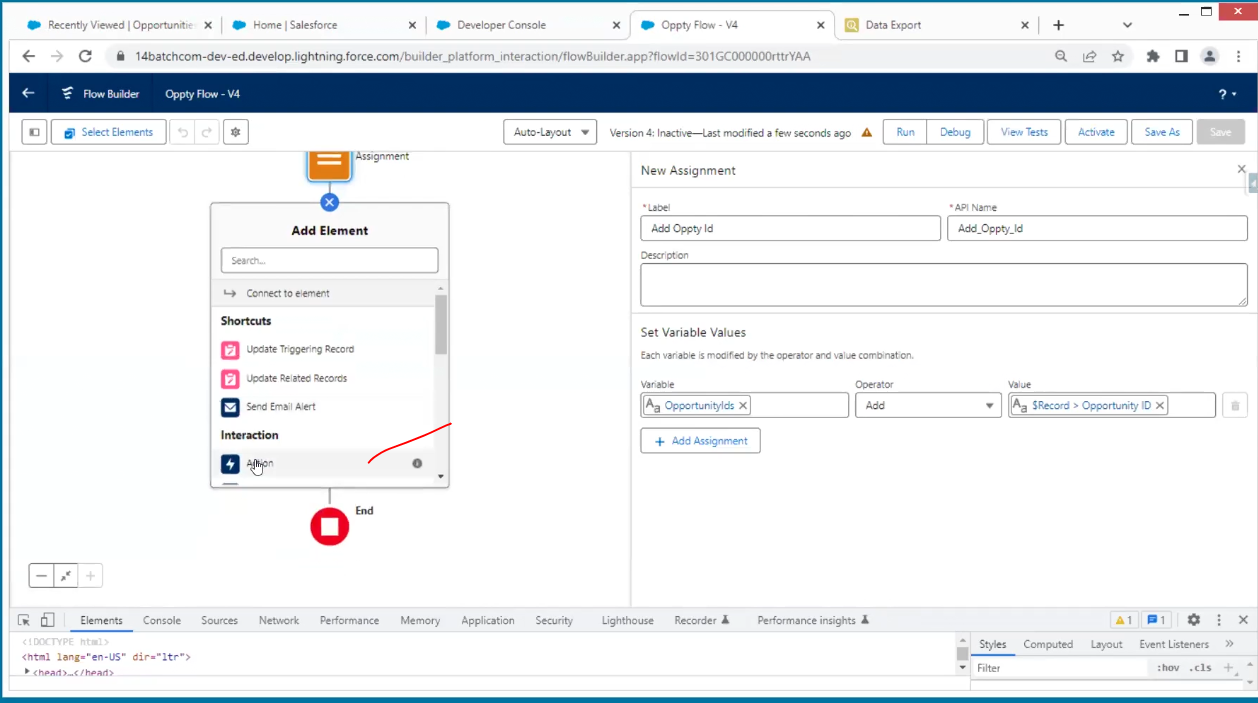 Recently Viewed | Opportunities
Home | Salesforce
Developer Console
Oppty Flow - V4
Data Export
14batchcom-dev-ed.develop.lightning.force.com/builder_platform_interaction/flowBuilder.app?flowId=301GC000000rttrYAA
Flow Builder
Oppty Flow - V4
?
Select Elements
Auto-Layout
Version 4: Inactive—Last modified a few seconds ago
Run
Debug
View Tests
Activate
Save As
Save
Assignment
Add Element
Search...
Connect to element
Shortcuts
Update Triggering Record
Update Related Records
Send Email Alert
Interaction
Action
End
New Assignment
* Label
* API Name
Add Oppty Id
Add_Oppty_Id
Description
Set Variable Values
Each variable is modified by the operator and value combination.
Variable
Operator
Value
Aa OpportunityIds
Add
Aa $Record > Opportunity ID
+ Add Assignment
Elements
Console
Sources
Network
Performance
Memory
Application
Security
Lighthouse
Recorder
Performance insights
1
1
<!DOCTYPE html>
<html lang="en-US" dir="ltr">
<head>…</head>
Styles
Computed
Layout
Event Listeners
Filter
:hov .cls